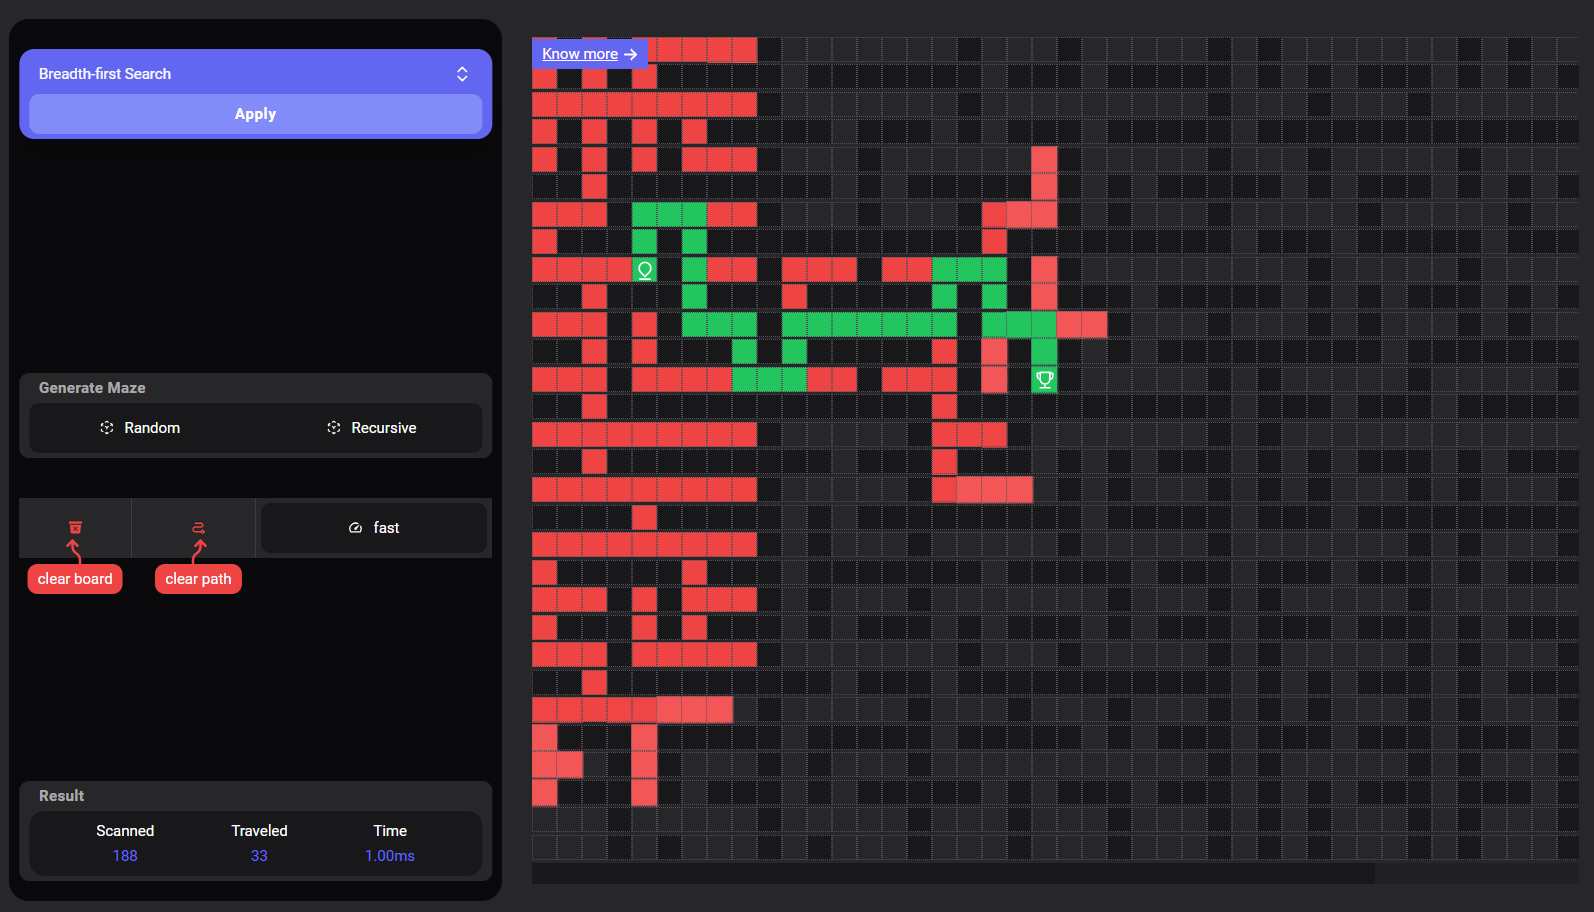 Breadth-first Search
Apply
Generate Maze
Random
Recursive
fast
clear board
clear path
Result
Scanned
Traveled
Time
188
33
1.00ms
Know more